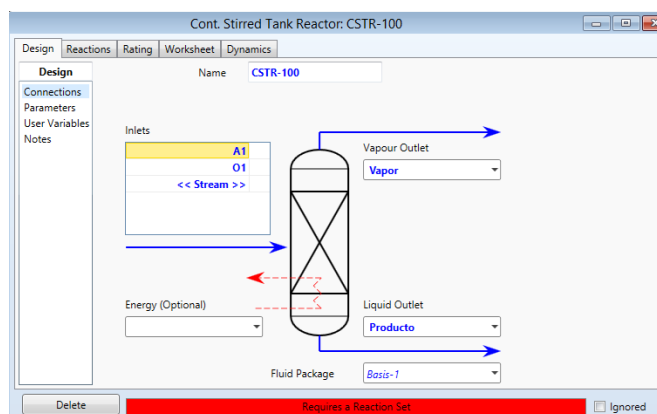 Cont. Stirred Tank Reactor: CSTR-100
Design Reactions Rating Worksheet Dynamics
Design
Connections
Parameters
User Variables
Notes
Name CSTR-100
Inlets
A1
O1
<< Stream >>
Vapour Outlet
Vapor
Energy (Optional)
Liquid Outlet
Producto
Fluid Package Basis-1
Delete Requires a Reaction Set Ignored